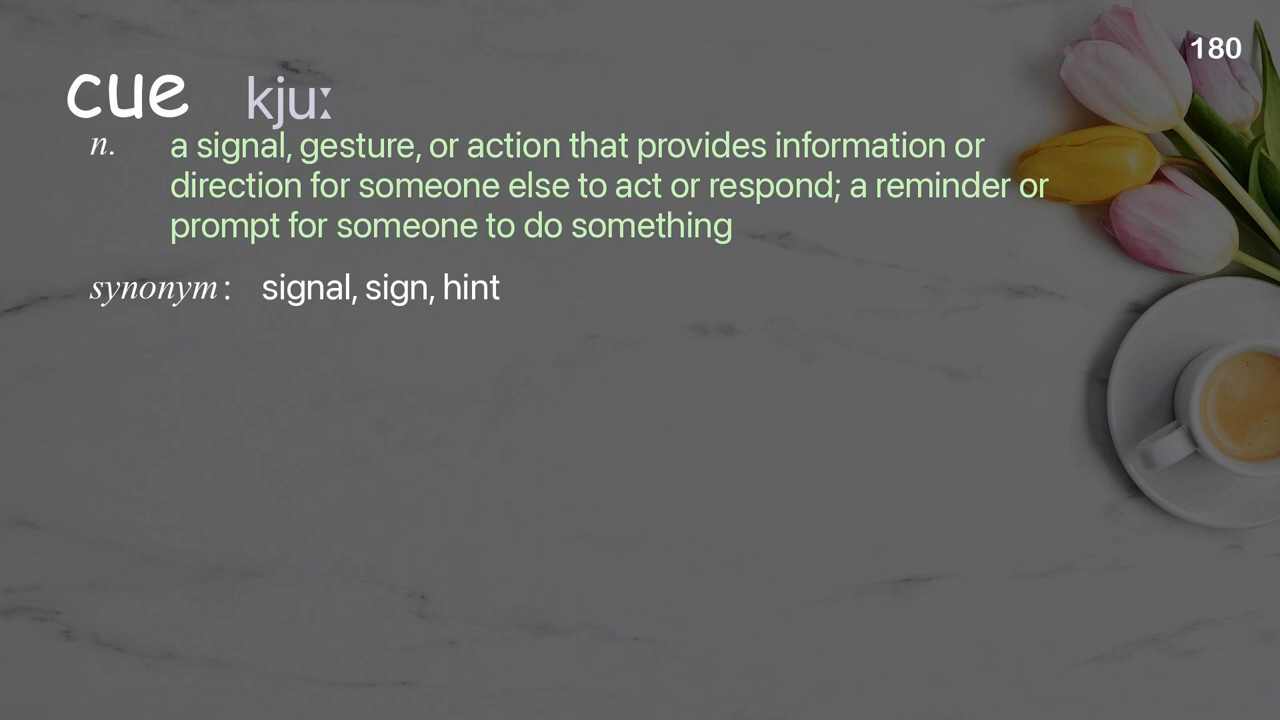 180
cue kjuː
n. a signal, gesture, or action that provides information or
direction for someone else to act or respond; a reminder or
prompt for someone to do something
synonym : signal, sign, hint